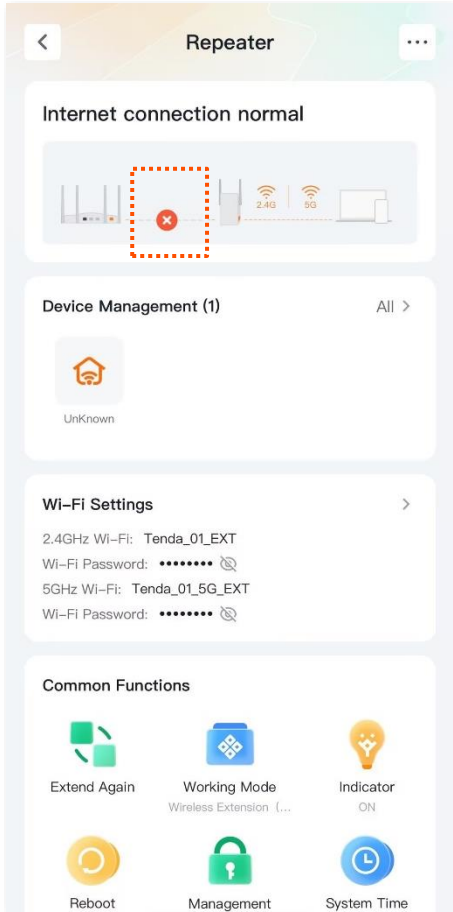 Repeater
Internet connection normal
2.4G
5G
Device Management (1)
All
UnKnown
Wi-Fi Settings
2.4GHz Wi-Fi: Tenda_01_EXT
Wi-Fi Password: ••••••••
5GHz Wi-Fi: Tenda_01_5G_EXT
Wi-Fi Password: ••••••••
Common Functions
Extend Again
Working Mode
Indicator
Wireless Extension (...
ON
Reboot
Management
System Time